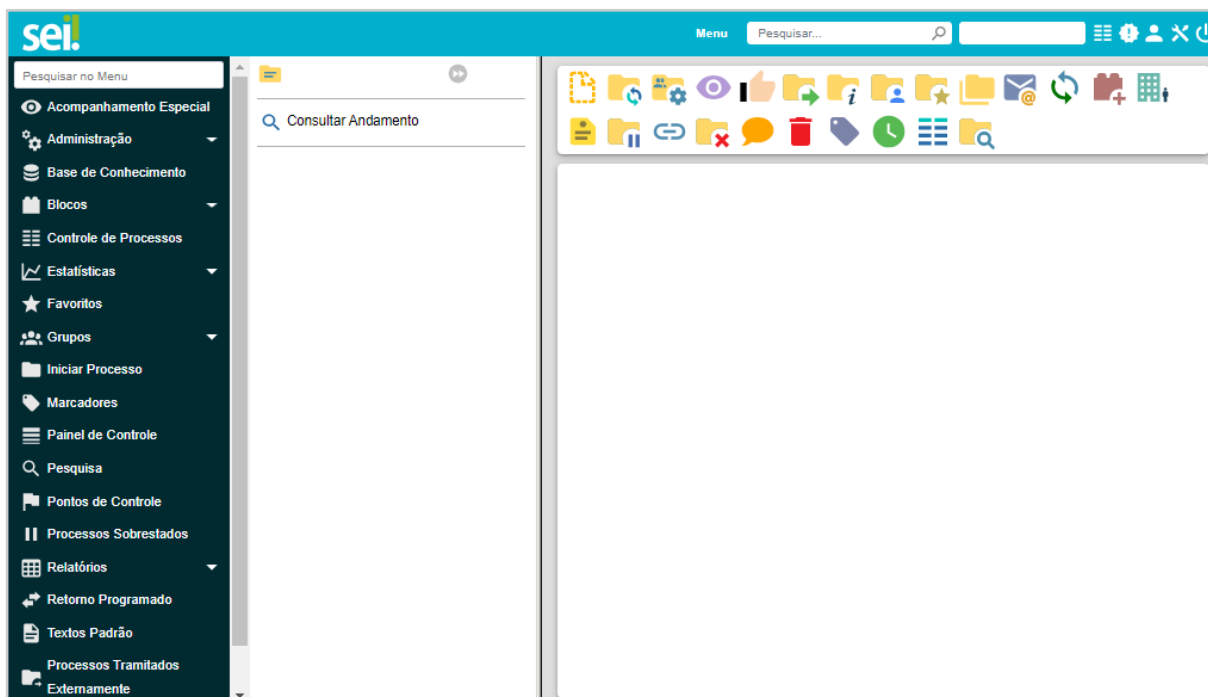 sei!
Menu
Pesquisar...
Pesquisar no Menu
Acompanhamento Especial
Administração
Base de Conhecimento
Blocos
Controle de Processos
Estatísticas
Favoritos
Grupos
Iniciar Processo
Marcadores
Painel de Controle
Pesquisa
Pontos de Controle
Processos Sobrestados
Relatórios
Retorno Programado
Textos Padrão
Processos Tramitados
Externamente
Consultar Andamento